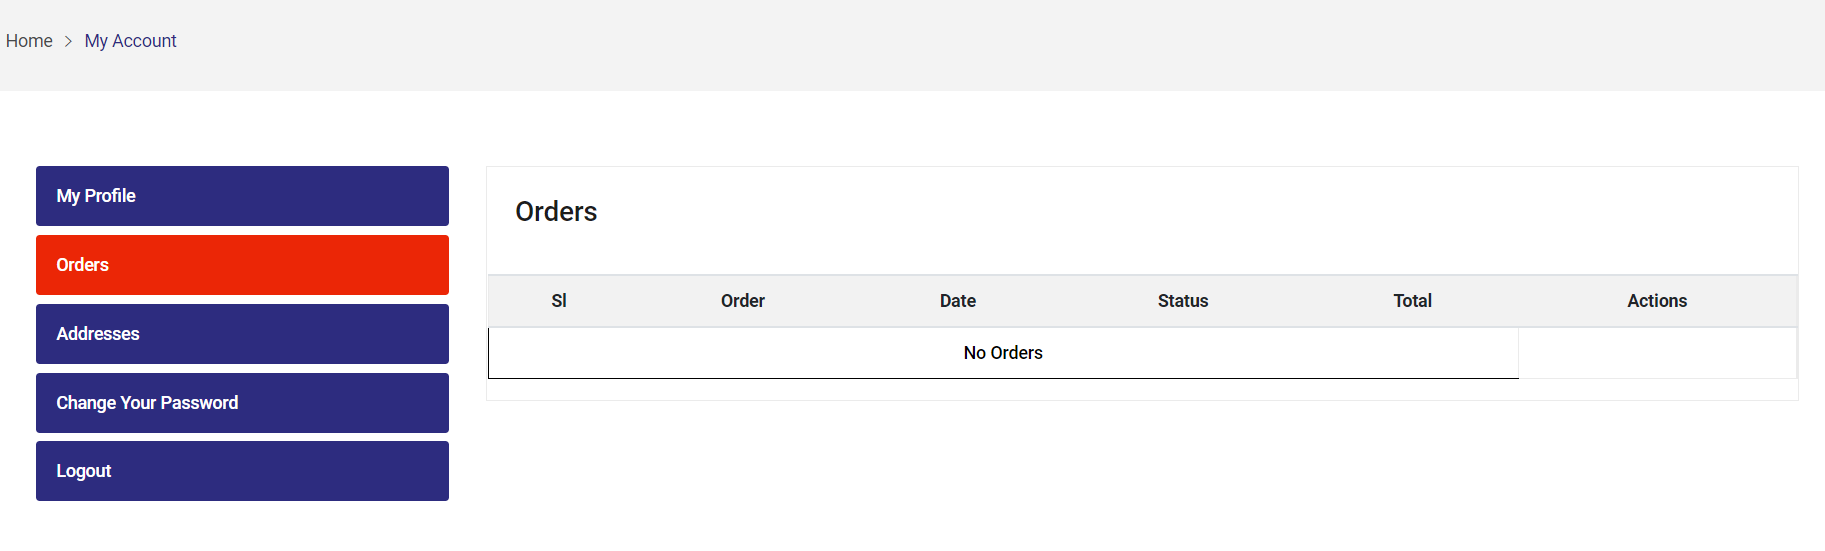 Home > My Account
My Profile
Orders
Addresses
Change Your Password
Logout
Orders
Sl Order Date Status Total Actions
No Orders